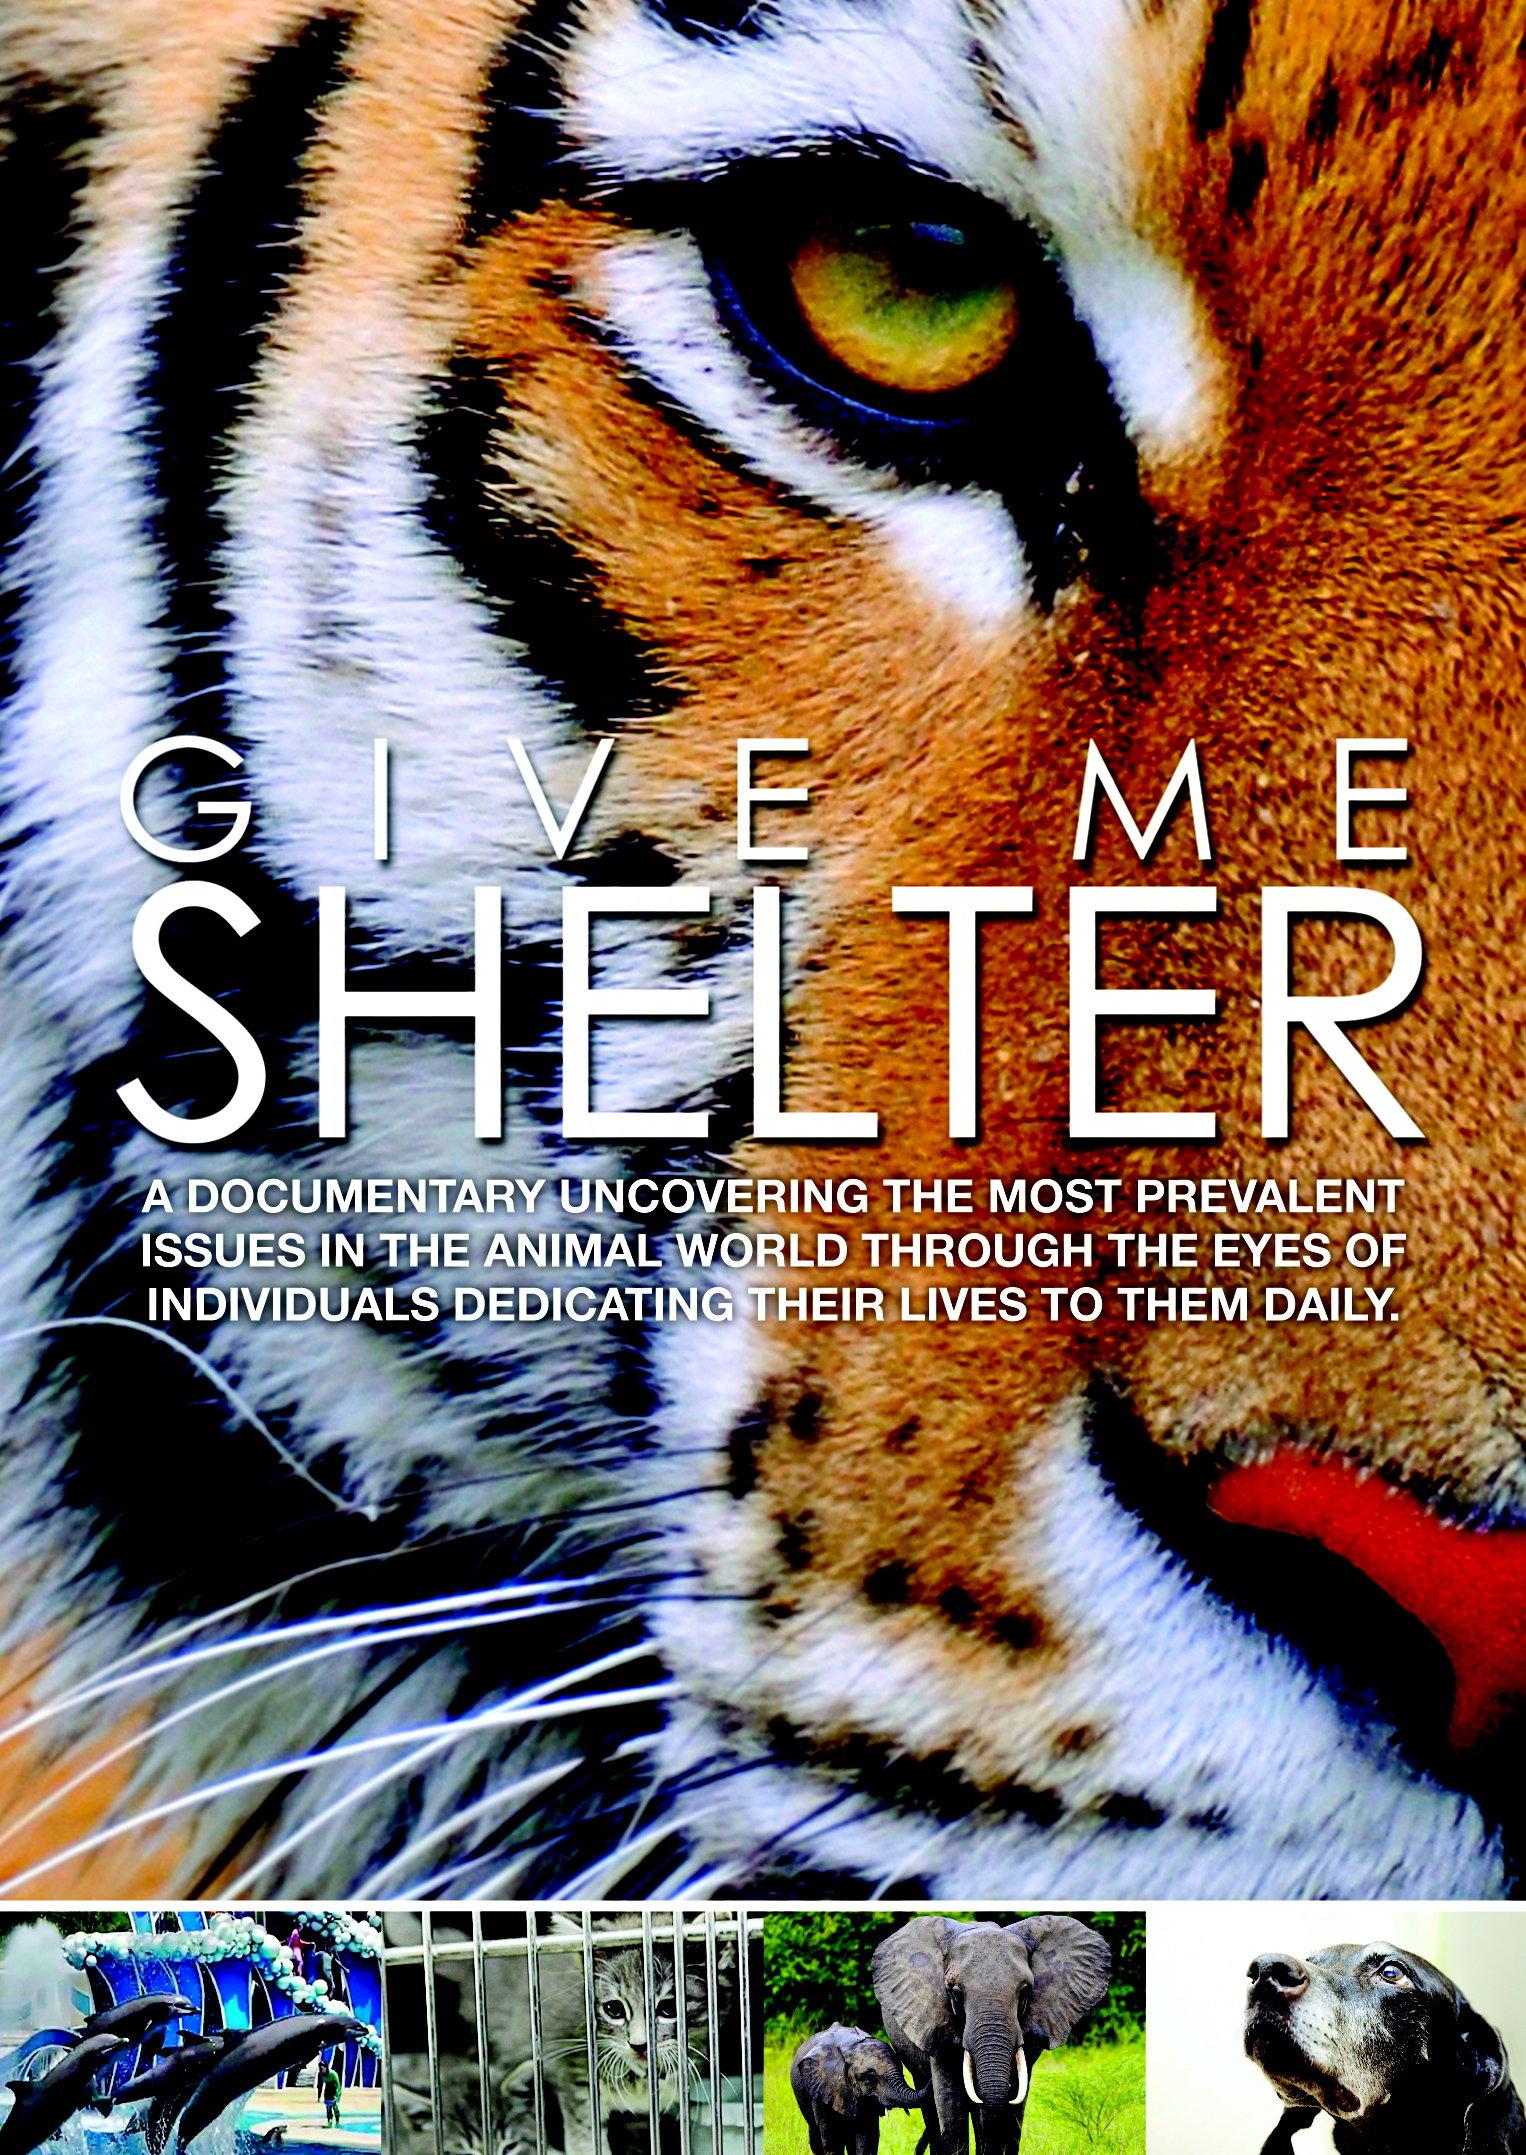 GIVE ME
SHELTER
A DOCUMENTARY UNCOVERING THE MOST PREVALENT
ISSUES IN THE ANIMAL WORLD THROUGH THE EYES OF
INDIVIDUALS DEDICATING THEIR LIVES TO THEM DAILY.